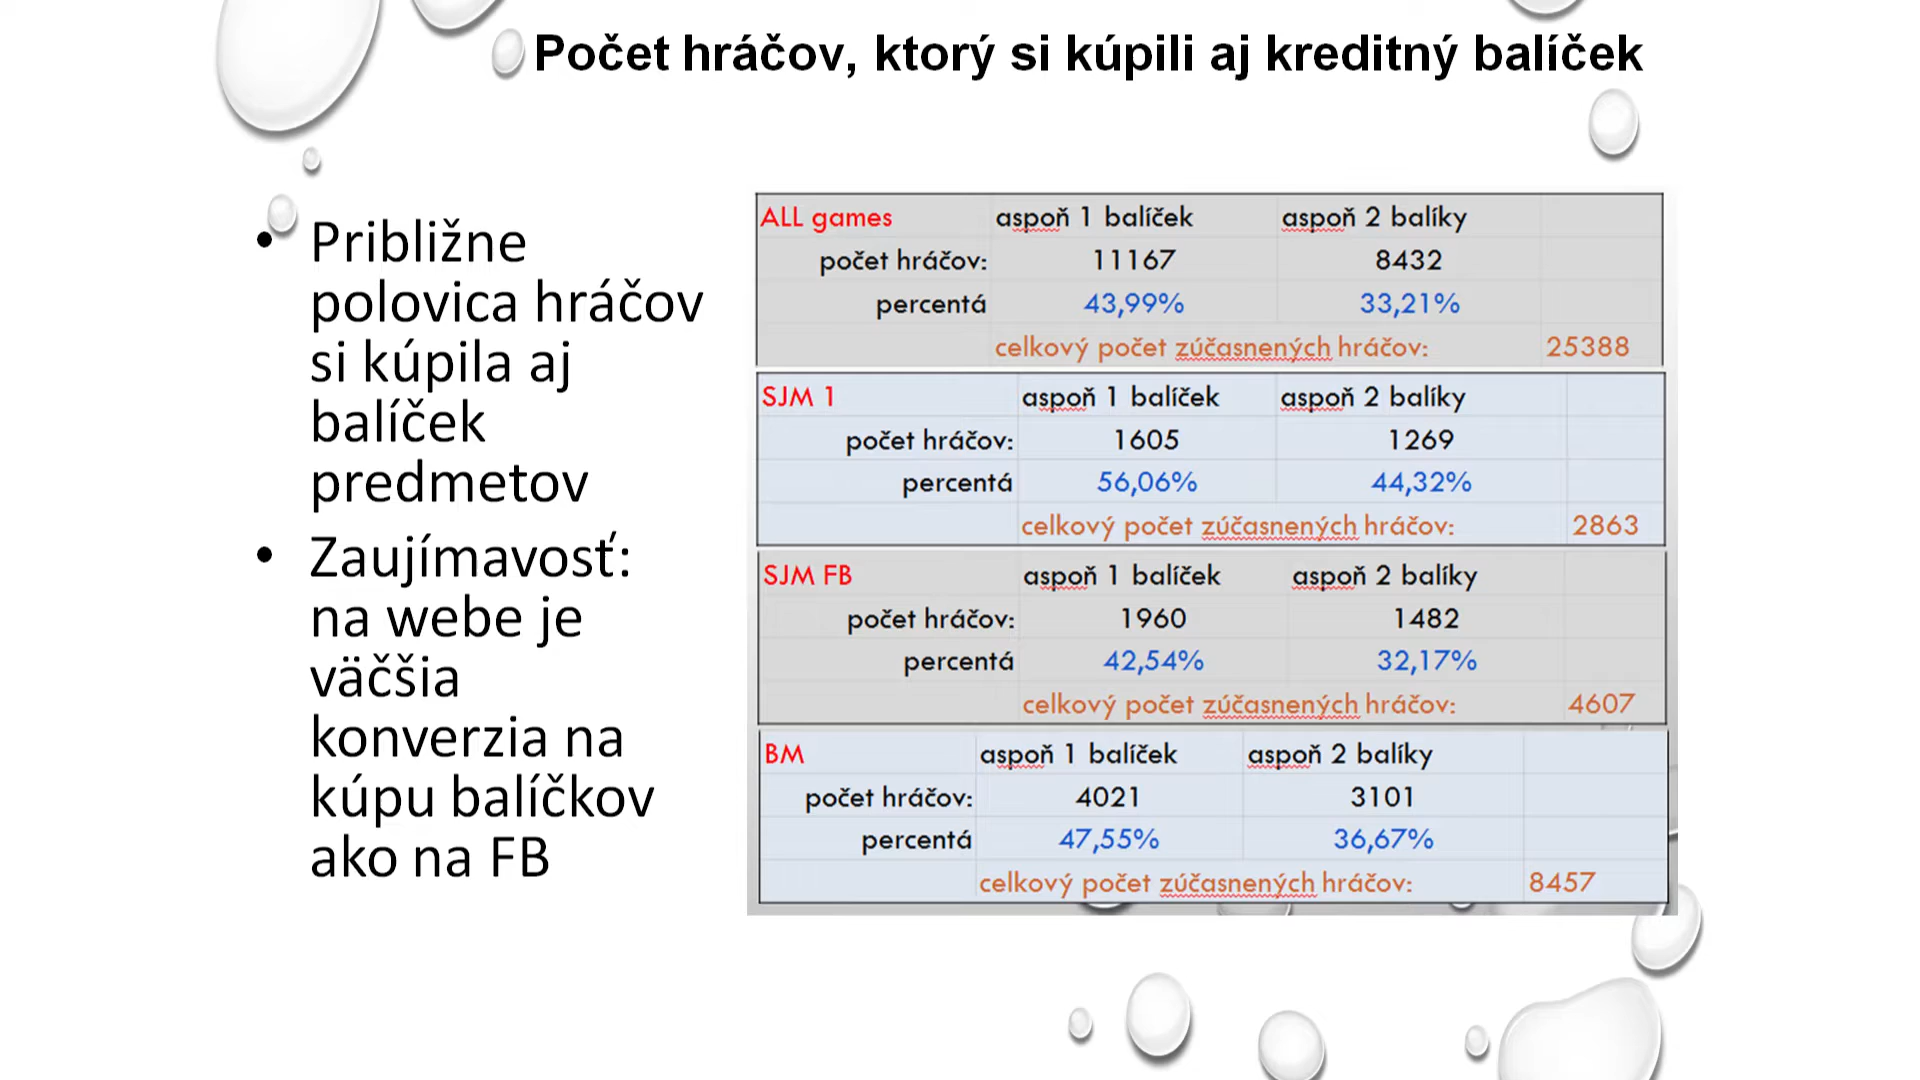 Počet hráčov, ktorý si kúpili aj kreditný balíček
• Približne
polovica hráčov
si kúpila aj
balíček
predmetov
• Zaujímavosť:
na webe je
väčšia
konverzia na
kúpu balíčkov
ako na FB
ALL games aspoň 1 balíček aspoň 2 balíky
počet hráčov: 11167 8432
percentá 43,99% 33,21%
celkový počet zúčasnených hráčov: 25388
SJM 1 aspoň 1 balíček aspoň 2 balíky
počet hráčov: 1605 1269
percentá 56,06% 44,32%
celkový počet zúčasnených hráčov: 2863
SJM FB aspoň 1 balíček aspoň 2 balíky
počet hráčov: 1960 1482
percentá 42,54% 32,17%
celkový počet zúčasnených hráčov: 4607
BM aspoň 1 balíček aspoň 2 balíky
počet hráčov: 4021 3101
percentá 47,55% 36,67%
celkový počet zúčasnených hráčov: 8457